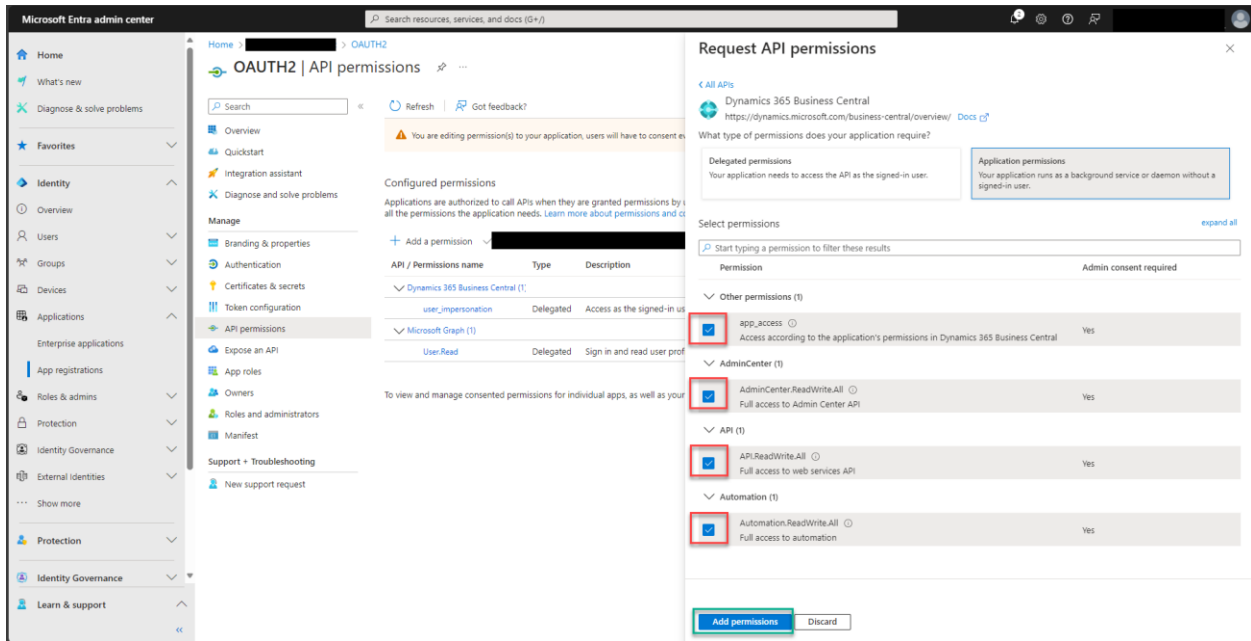 Microsoft Entra admin center
Search resources, services, and docs (G+/)
2
Home
What's new
Diagnose & solve problems
Favorites
Identity
Overview
Users
Groups
Devices
Applications
Enterprise applications
App registrations
Roles & admins
Protection
Identity Governance
External Identities
Show more
Protection
Identity Governance
Learn & support
Home > > OAUTH2
OAUTH2 | API permissions
Search
Overview
Quickstart
Integration assistant
Diagnose and solve problems
Manage
Branding & properties
Authentication
Certificates & secrets
Token configuration
API permissions
Expose an API
App roles
Owners
Roles and administrators
Manifest
Support + Troubleshooting
New support request
Refresh
Got feedback?
You are editing permission(s) to your application, users will have to consent ev
Configured permissions
Applications are authorized to call APIs when they are granted permissions by u
all the permissions the application needs. Learn more about permissions and co
Add a permission
API / Permissions name Type Description
Dynamics 365 Business Central (1)
user_impersonation Delegated Access as the signed-in us
Microsoft Graph (1)
User.Read Delegated Sign in and read user prof
To view and manage consented permissions for individual apps, as well as your
Request API permissions
All APIs
Dynamics 365 Business Central
https://dynamics.microsoft.com/business-central/overview/ Docs
What type of permissions does your application require?
Delegated permissions
Your application needs to access the API as the signed-in user.
Application permissions
Your application runs as a background service or daemon without a
signed-in user.
Select permissions
expand all
Start typing a permission to filter these results
Permission Admin consent required
Other permissions (1)
app_access
Access according to the application's permissions in Dynamics 365 Business Central
Yes
AdminCenter (1)
AdminCenter.ReadWrite.All
Full access to Admin Center API
Yes
API (1)
API.ReadWrite.All
Full access to web services API
Yes
Automation (1)
Automation.ReadWrite.All
Full access to automation
Yes
Add permissions
Discard